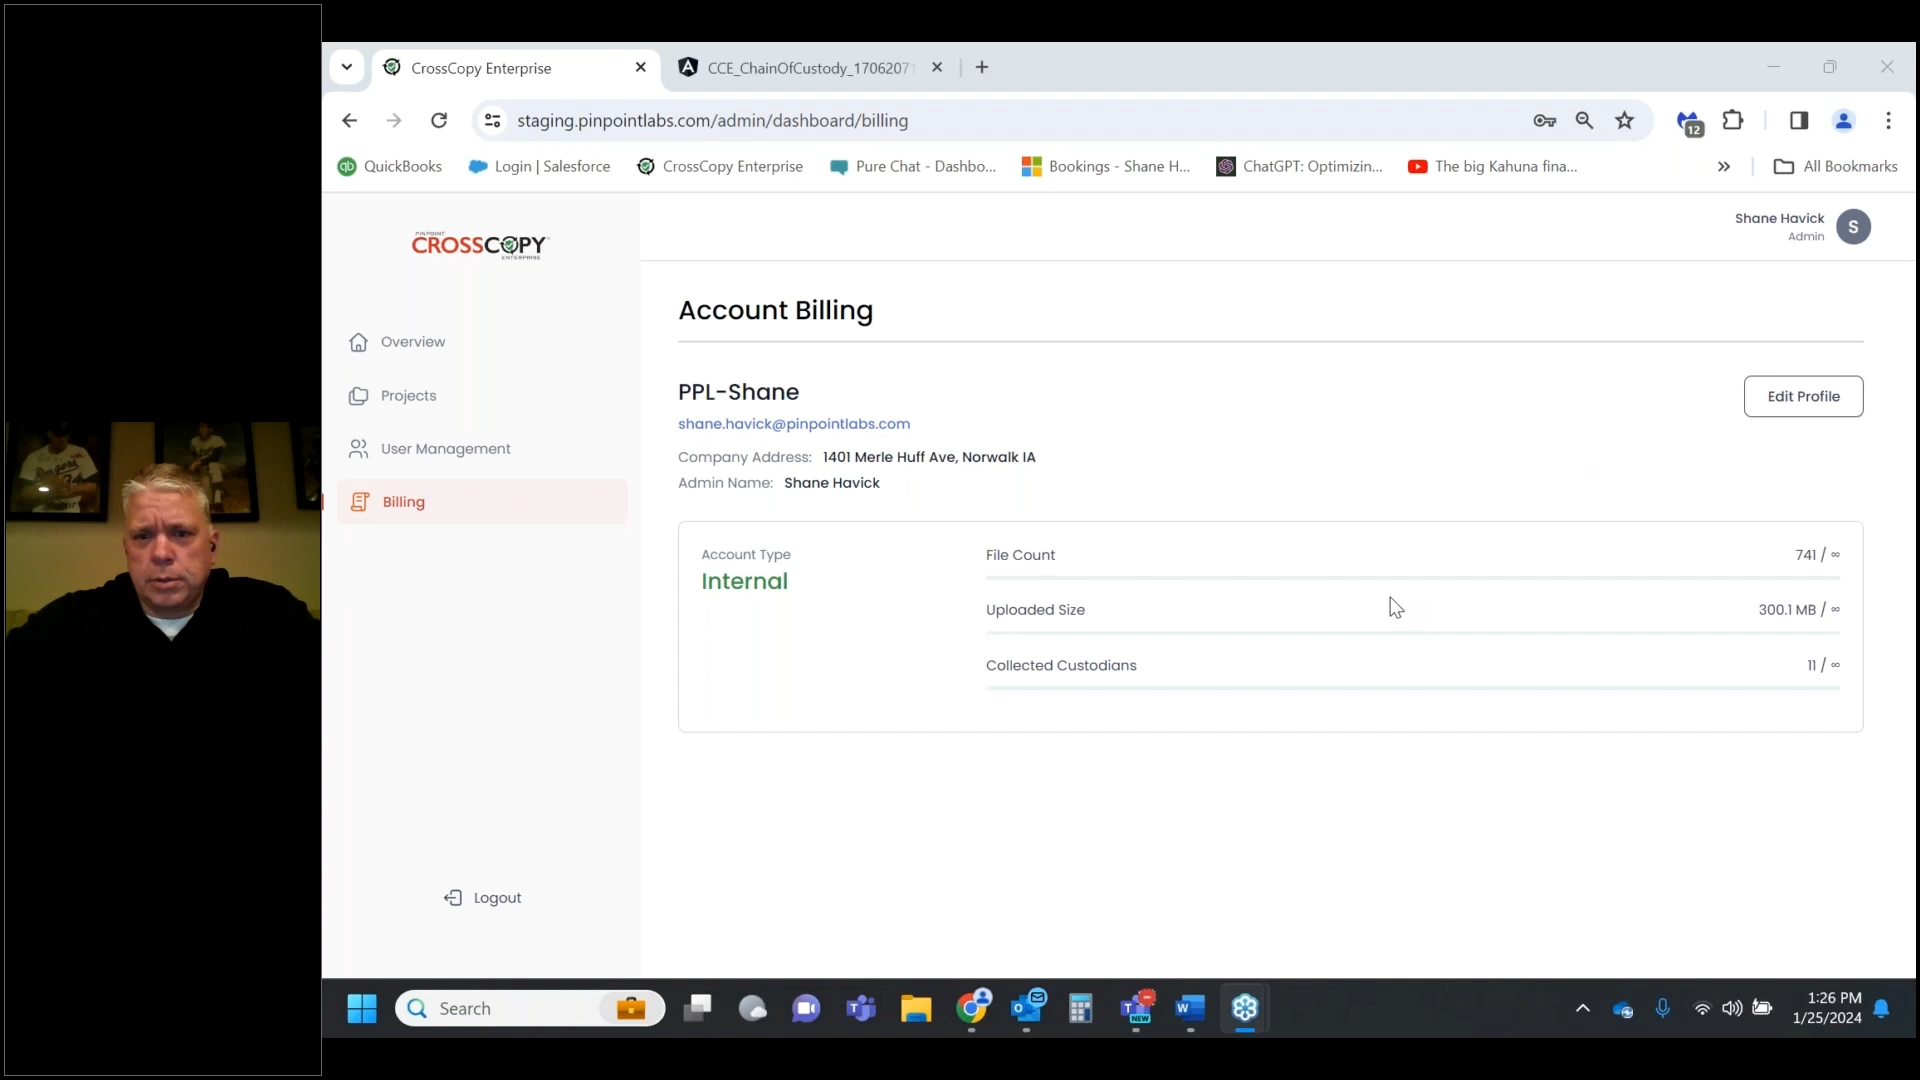 CrossCopy Enterprise
CCE_ChainOfCustody_1706207
staging.pinpointlabs.com/admin/dashboard/billing
12
QuickBooks
Login | Salesforce
CrossCopy Enterprise
Pure Chat - Dashbo...
Bookings - Shane H...
ChatGPT: Optimizin...
The big Kahuna fina...
All Bookmarks
PINPOINT
CROSSCOPY
ENTERPRISE
Shane Havick
Admin
S
Overview
Projects
User Management
Billing
Logout
Account Billing
PPL-Shane
Edit Profile
shane.havick@pinpointlabs.com
Company Address: 1401 Merle Huff Ave, Norwalk IA
Admin Name: Shane Havick
Account Type
Internal
File Count 741 / ∞
Uploaded Size 300.1 MB / ∞
Collected Custodians 11 / ∞
Search
NEW
1:26 PM
1/25/2024